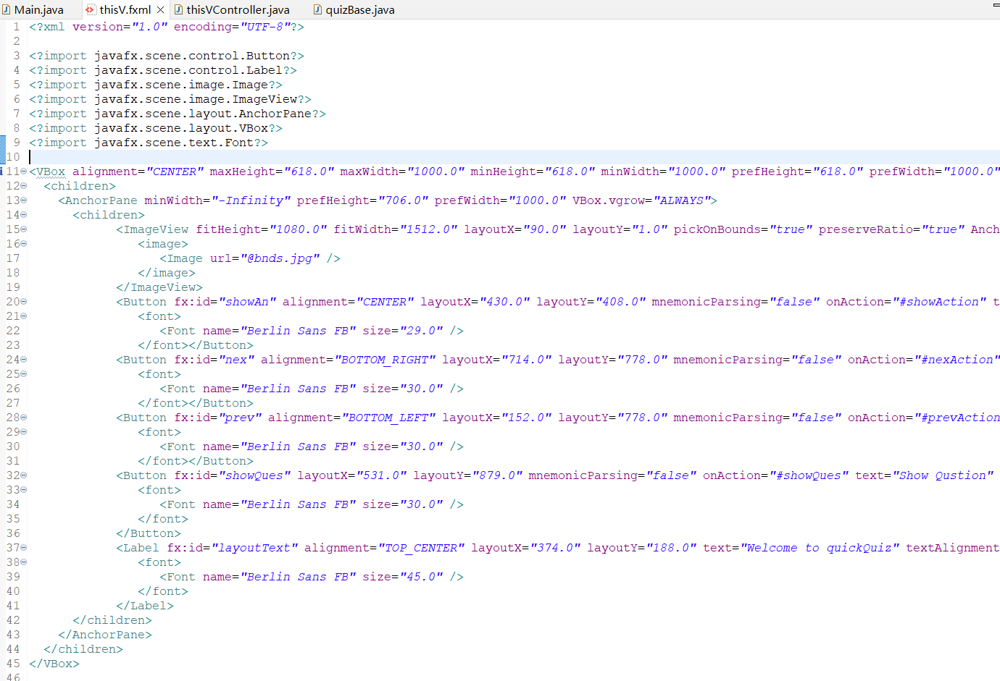 Main.java thisV.fxml thisVController.java quizBase.java
1 <?xml version="1.0" encoding="UTF-8"?>
2
3 <?import javafx.scene.control.Button?>
4 <?import javafx.scene.control.Label?>
5 <?import javafx.scene.image.Image?>
6 <?import javafx.scene.image.ImageView?>
7 <?import javafx.scene.layout.AnchorPane?>
8 <?import javafx.scene.layout.VBox?>
9 <?import javafx.scene.text.Font?>
10
11 <VBox alignment="CENTER" maxHeight="618.0" maxWidth="1000.0" minHeight="618.0" minWidth="1000.0" prefHeight="618.0" prefWidth="1000.0"
12 <children>
13 <AnchorPane minWidth="-Infinity" prefHeight="706.0" prefWidth="1000.0" VBox.vgrow="ALWAYS">
14 <children>
15 <ImageView fitHeight="1080.0" fitWidth="1512.0" layoutX="90.0" layoutY="1.0" pickOnBounds="true" preserveRatio="true" Anch
16 <image>
17 <Image url="@bnds.jpg" />
18 </image>
19 </ImageView>
20 <Button fx:id="showAn" alignment="CENTER" layoutX="430.0" layoutY="408.0" mnemonicParsing="false" onAction="#showAction" t
21 <font>
22 <Font name="Berlin Sans FB" size="29.0" />
23 </font></Button>
24 <Button fx:id="nex" alignment="BOTTOM_RIGHT" layoutX="714.0" layoutY="778.0" mnemonicParsing="false" onAction="#nexAction"
25 <font>
26 <Font name="Berlin Sans FB" size="30.0" />
27 </font></Button>
28 <Button fx:id="prev" alignment="BOTTOM_LEFT" layoutX="152.0" layoutY="778.0" mnemonicParsing="false" onAction="#prevAction
29 <font>
30 <Font name="Berlin Sans FB" size="30.0" />
31 </font></Button>
32 <Button fx:id="showQues" layoutX="531.0" layoutY="879.0" mnemonicParsing="false" onAction="#showQues" text="Show Qustion"
33 <font>
34 <Font name="Berlin Sans FB" size="30.0" />
35 </font>
36 </Button>
37 <Label fx:id="layoutText" alignment="TOP_CENTER" layoutX="374.0" layoutY="188.0" text="Welcome to quickQuiz" textAlignment
38 <font>
39 <Font name="Berlin Sans FB" size="45.0" />
40 </font>
41 </Label>
42 </children>
43 </AnchorPane>
44 </children>
45 </VBox>
46